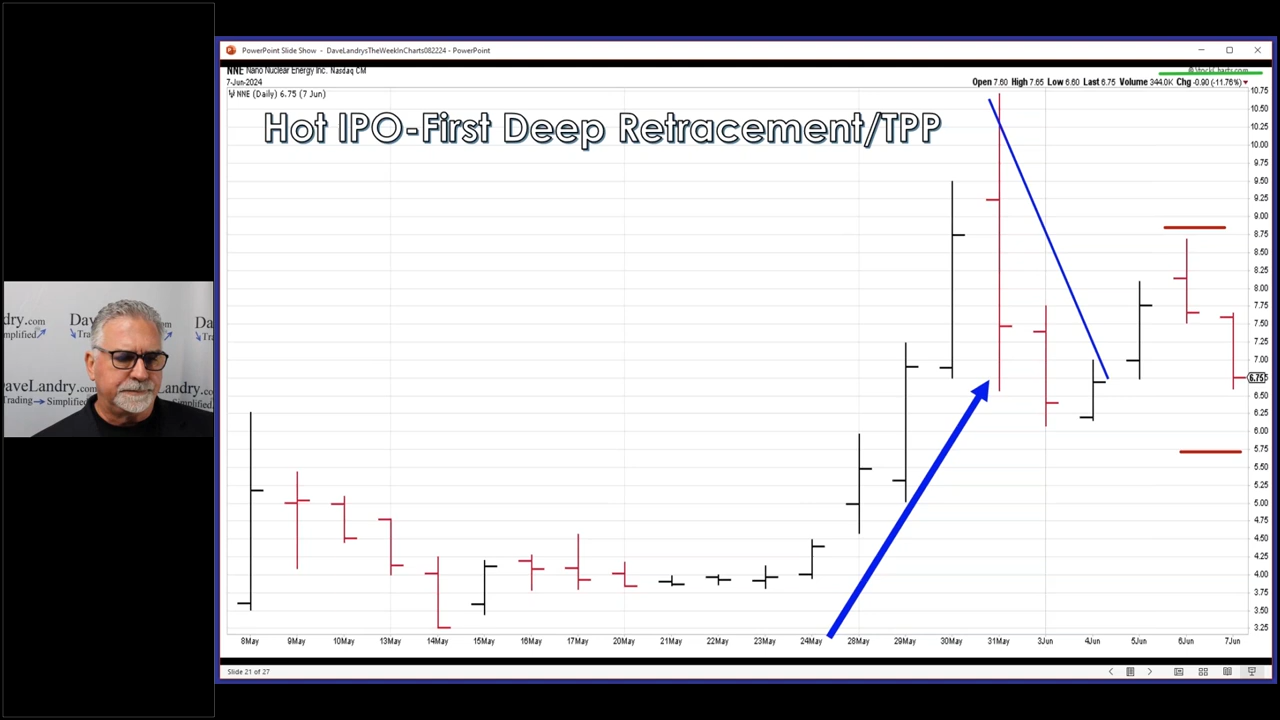 PowerPoint Slide Show - DaveLandrysTheWeekInCharts082224 - PowerPoint
NNE Nano Nuclear Energy Inc. Nasdaq CM
© StockCharts.com
7-Jun-2024
Open 7.60 High 7.65 Low 6.60 Last 6.75 Volume 344.0K Chg -0.90 (-11.76%)
NNE (Daily) 6.75 (7 Jun)
Hot IPO-First Deep Retracement/TPP
10.75
10.50
10.25
10.00
9.75
9.50
9.25
9.00
8.75
8.50
8.25
8.00
7.75
7.50
7.25
7.00
6.75
6.50
6.25
6.00
5.75
5.50
5.25
5.00
4.75
4.50
4.25
4.00
3.75
3.50
3.25
8May 9May 10May 13May 14May 15May 16May 17May 20May 21May 22May 23May 24May 28May 29May 30May 31May 3Jun 4Jun 5Jun 6Jun 7Jun
Slide 21 of 27
ndry.com
mplified
Da
DaveLandry.com
Trading Simplified